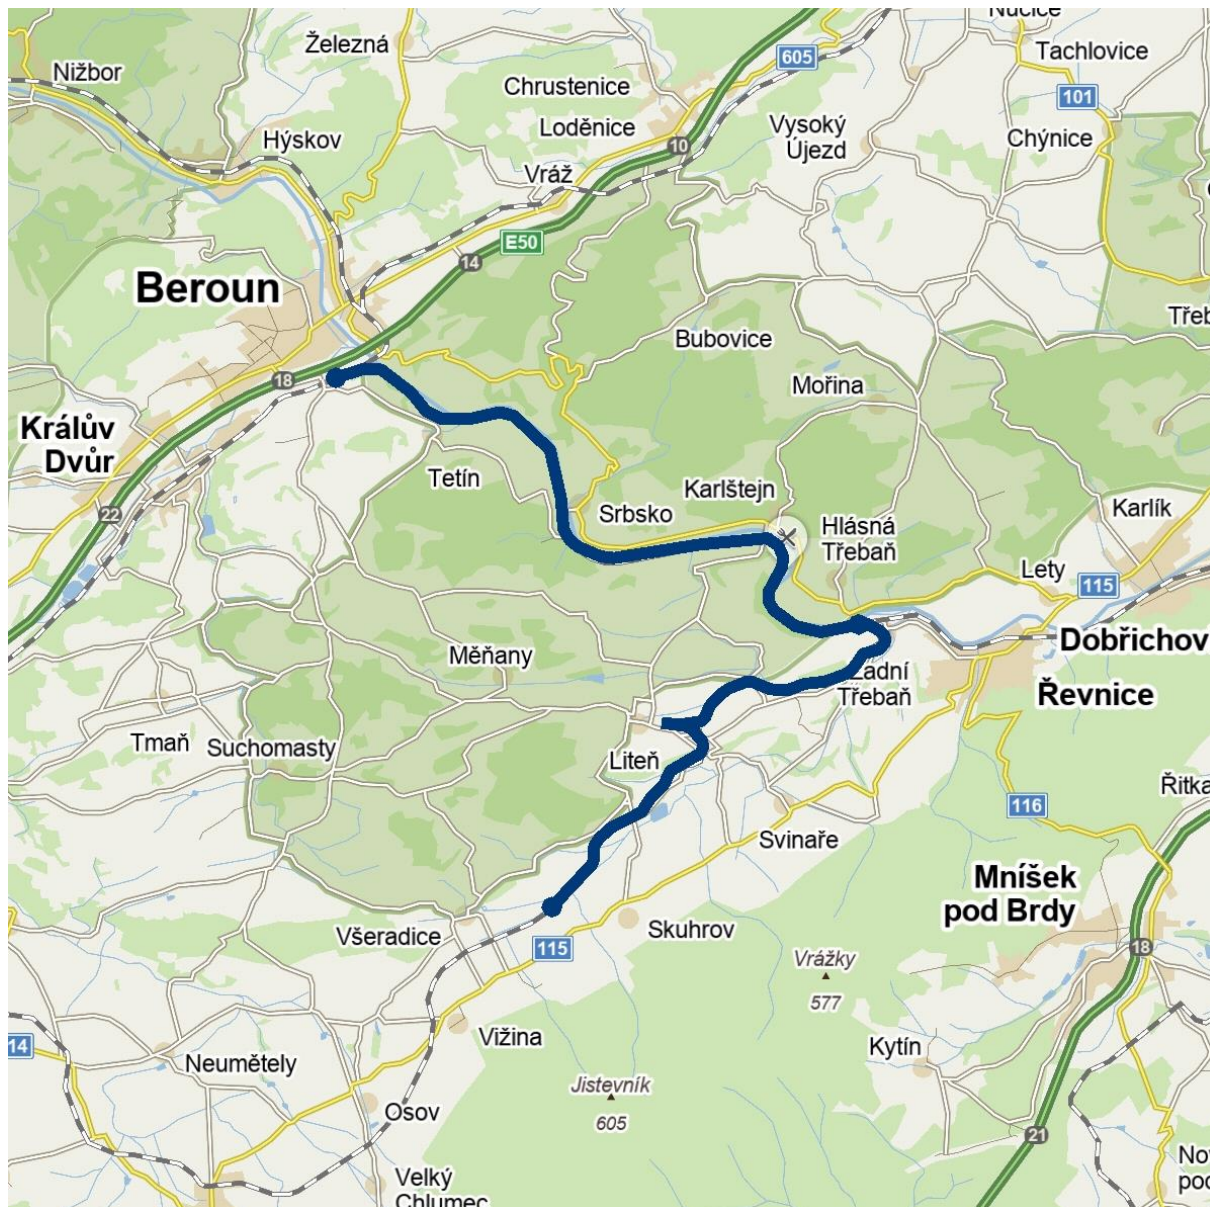 Nučice
Železná
Tachlovice
605
Nižbor
Chrustenice
101
Hýskov
Loděnice
Vysoký
Újezd
Chýnice
10
Vráž
E50
14
Beroun
Bubovice
Mořina
18
Králův
Dvůr
Tetín
Karlštejn
22
Srbsko
Hlásná
Třebaň
Karlík
Lety
115
Dobřichov
Měňany
Zadní
Třebaň
Řevnice
Tmaň
Suchomasty
Liteň
116
Řitka
Svinaře
Mníšek
pod Brdy
Všeradice
115
Skuhrov
18
Vrážky
577
Vižina
14
Neumětely
Kytín
Jistevník
605
Osov
21
Velký
Chlumec